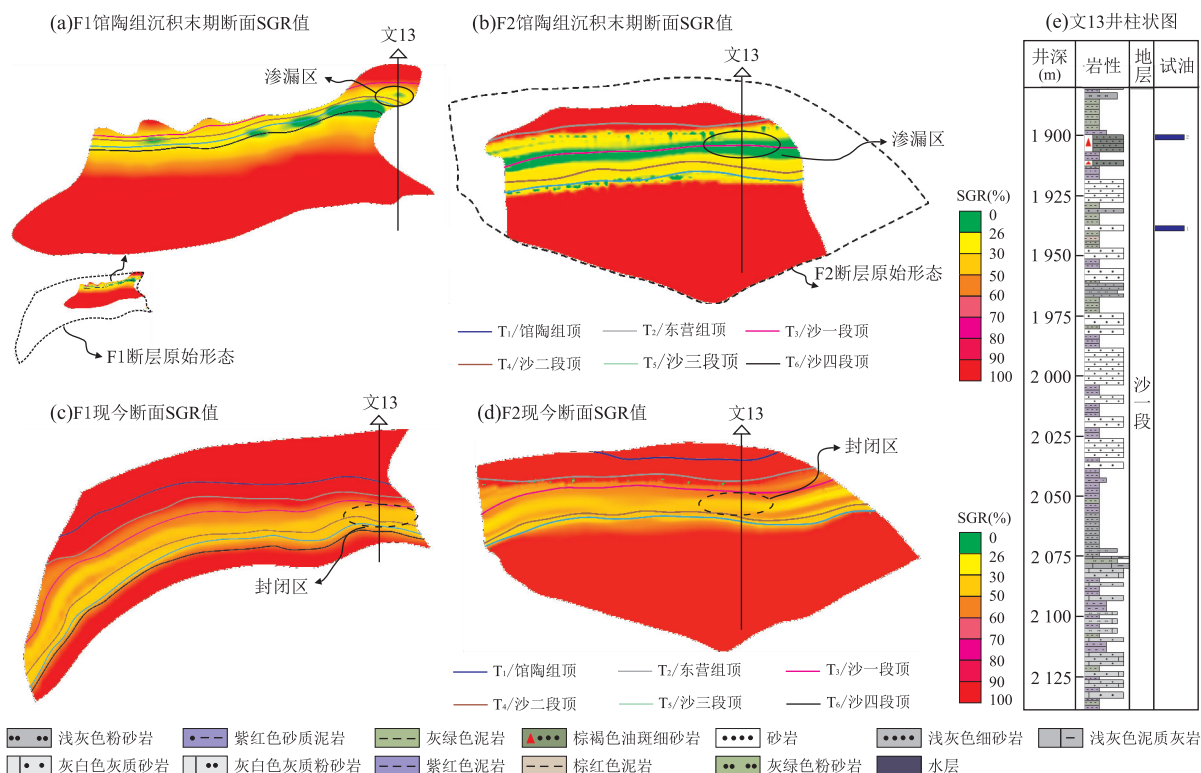 (a)F1馆陶组沉积末期断面SGR值
文13
渗漏区
F1断层原始形态
(b)F2馆陶组沉积末期断面SGR值
文13
渗漏区
F2断层原始形态
SGR(%)
0
26
30
50
60
70
80
90
100
T₁/馆陶组顶
T₂/东营组顶
T₃/沙一段顶
T₄/沙二段顶
T₅/沙三段顶
T₆/沙四段顶
(c)F1现今断面SGR值
文13
封闭区
(d)F2现今断面SGR值
文13
封闭区
SGR(%)
0
26
30
50
60
70
80
90
100
T₁/馆陶组顶
T₂/东营组顶
T₃/沙一段顶
T₄/沙二段顶
T₅/沙三段顶
₆/沙四段顶
(e)文13井柱状图
井深
(m)
岩性
地层
试油
1 900
1 925
1 950
1 975
2 000
2 025
2 050
2 075
2 100
2 125
沙一段
浅灰色粉砂岩
紫红色砂质泥岩
灰绿色泥岩
棕褐色油斑细砂岩
砂岩
浅灰色细砂岩
浅灰色泥质灰岩
灰白色灰质砂岩
灰白色灰质粉砂岩
紫红色泥岩
棕红色泥岩
灰绿色粉砂岩
水层